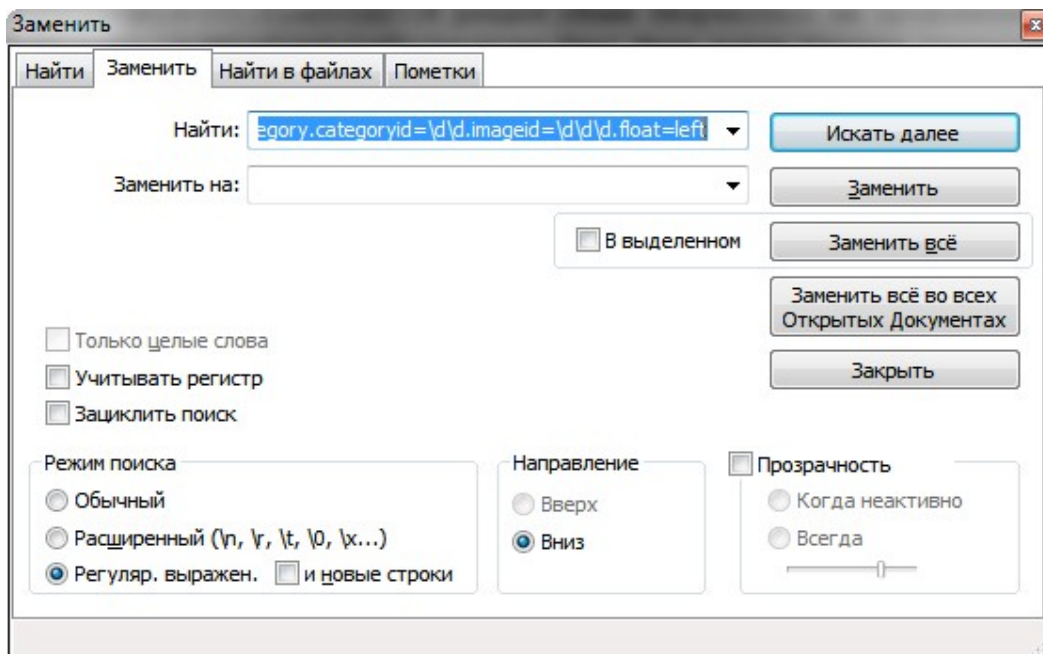 Заменить
Найти Заменить Найти в файлах Пометки
Найти: egory.categoryid=\d\d.imageid=\d\d\d.float=left Искать далее
Заменить на: Заменить
В выделенном Заменить всё
Заменить всё во всех
Открытых Документах
Только целые слова
Учитывать регистр
Закрыть
Зациклить поиск
Режим поиска Направление Прозрачность
Обычный Вверх Когда неактивно
Расширенный (\n, \r, \t, \0, \x...) Вниз Всегда
Регуляр. выражен. и новые строки